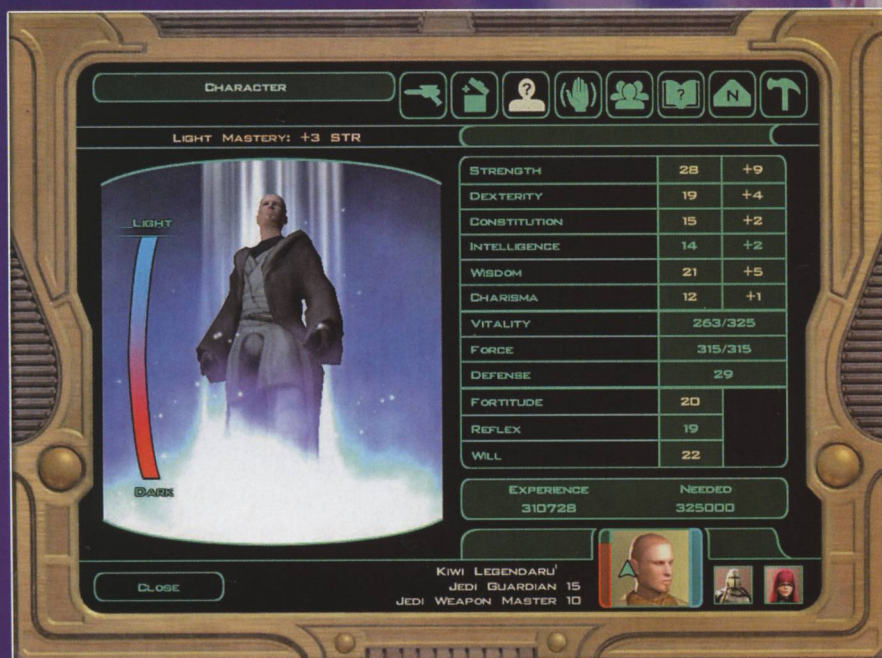 CHARACTER
?
?
N
LIGHT MASTERY: +3 STR
LIGHT
DARK
STRENGTH 28 +9
DEXTERITY 19 +4
CONSTITUTION 15 +2
INTELLIGENCE 14 +2
WISDOM 21 +5
CHARISMA 12 +1
VITALITY 263/325
FORCE 315/315
DEFENSE 29
FORTITUDE 20
REFLEX 19
WILL 22
EXPERIENCE NEEDED
310728 325000
KIWI LEGENDARU'
JEDI GUARDIAN 15
JEDI WEAPON MASTER 10
CLOSE